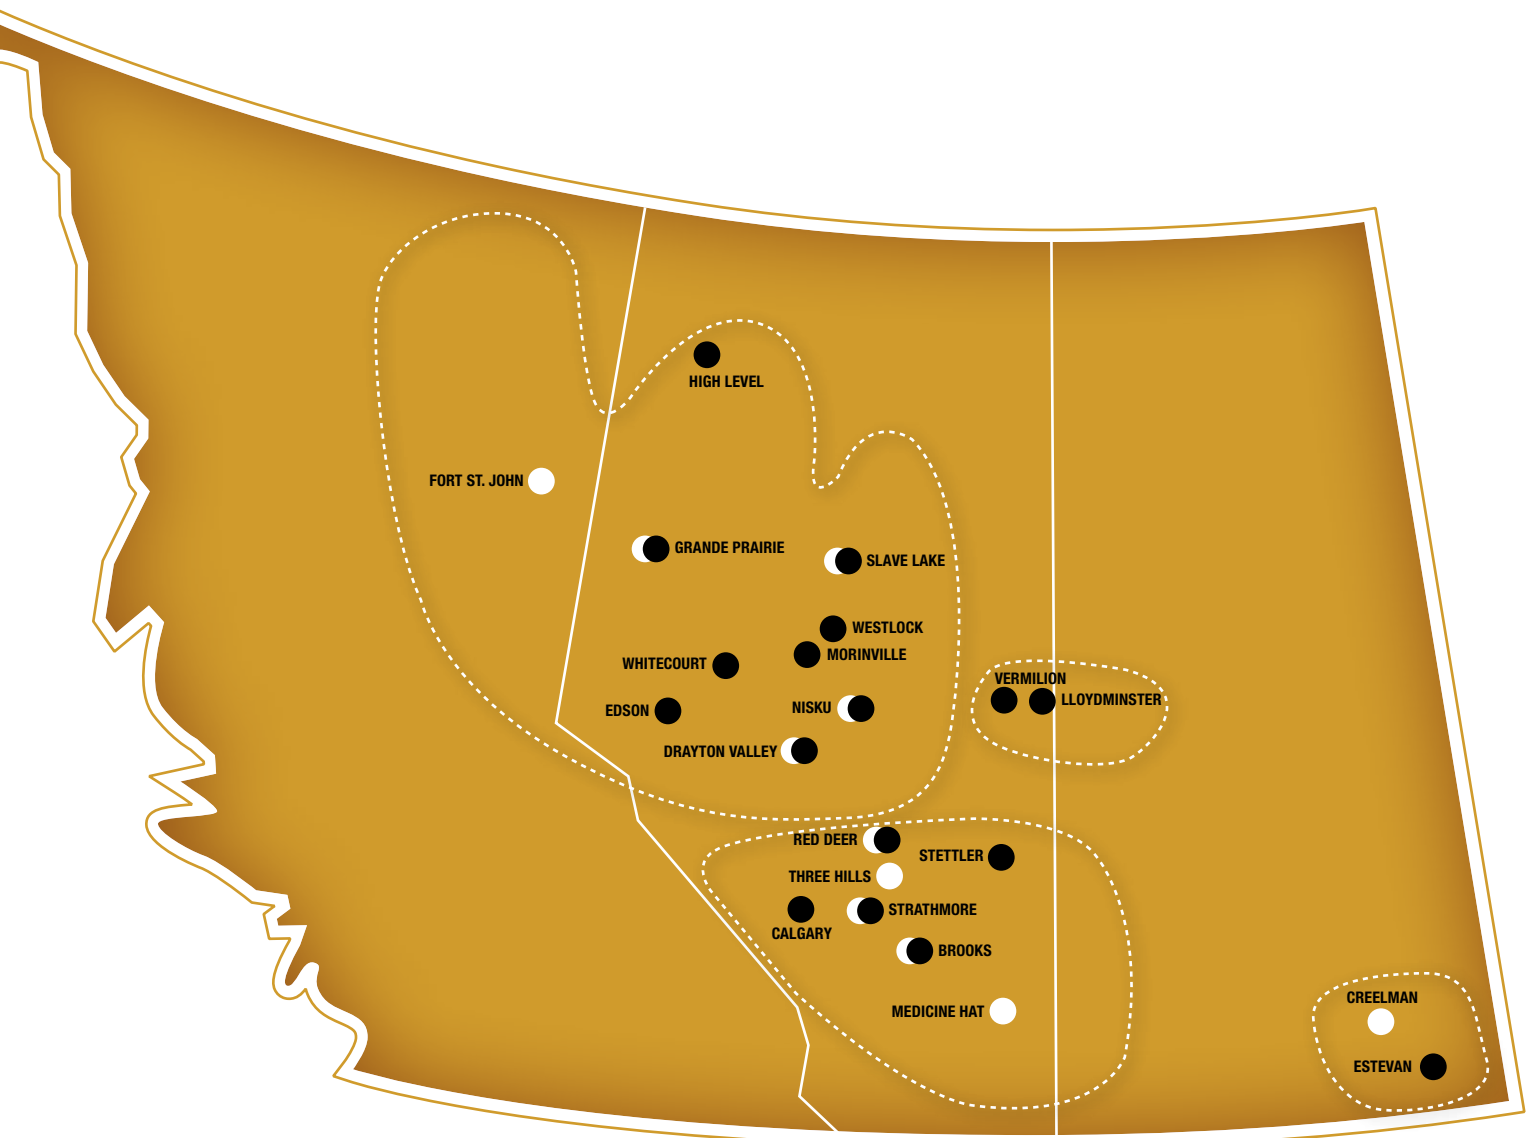 HIGH LEVEL
FORT ST. JOHN
GRANDE PRAIRIE
SLAVE LAKE
WESTLOCK
MORINVILLE
WHITECOURT
VERMILION
LLOYDMINSTER
EDSON
NISKU
DRAYTON VALLEY
RED DEER
STETTLER
THREE HILLS
STRATHMORE
CALGARY
BROOKS
CREELMAN
MEDICINE HAT
ESTEVAN